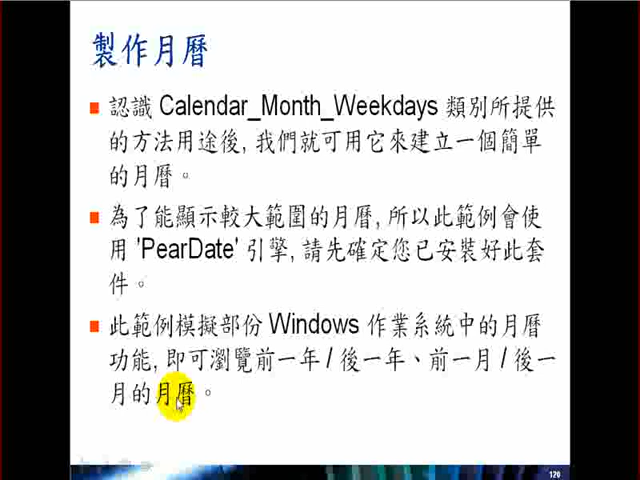 製作月曆
認識 Calendar_Month_Weekdays 類別所提供
的方法用途後, 我們就可用它來建立一個簡單
的月曆。
為了能顯示較大範圍的月曆, 所以此範例會使
用 'PearDate' 引擎, 請先確定您已安裝好此套
件。
此範例模擬部份 Windows 作業系統中的月曆
功能, 即可瀏覽前一年 / 後一年、前一月 / 後一
月的月曆。
120